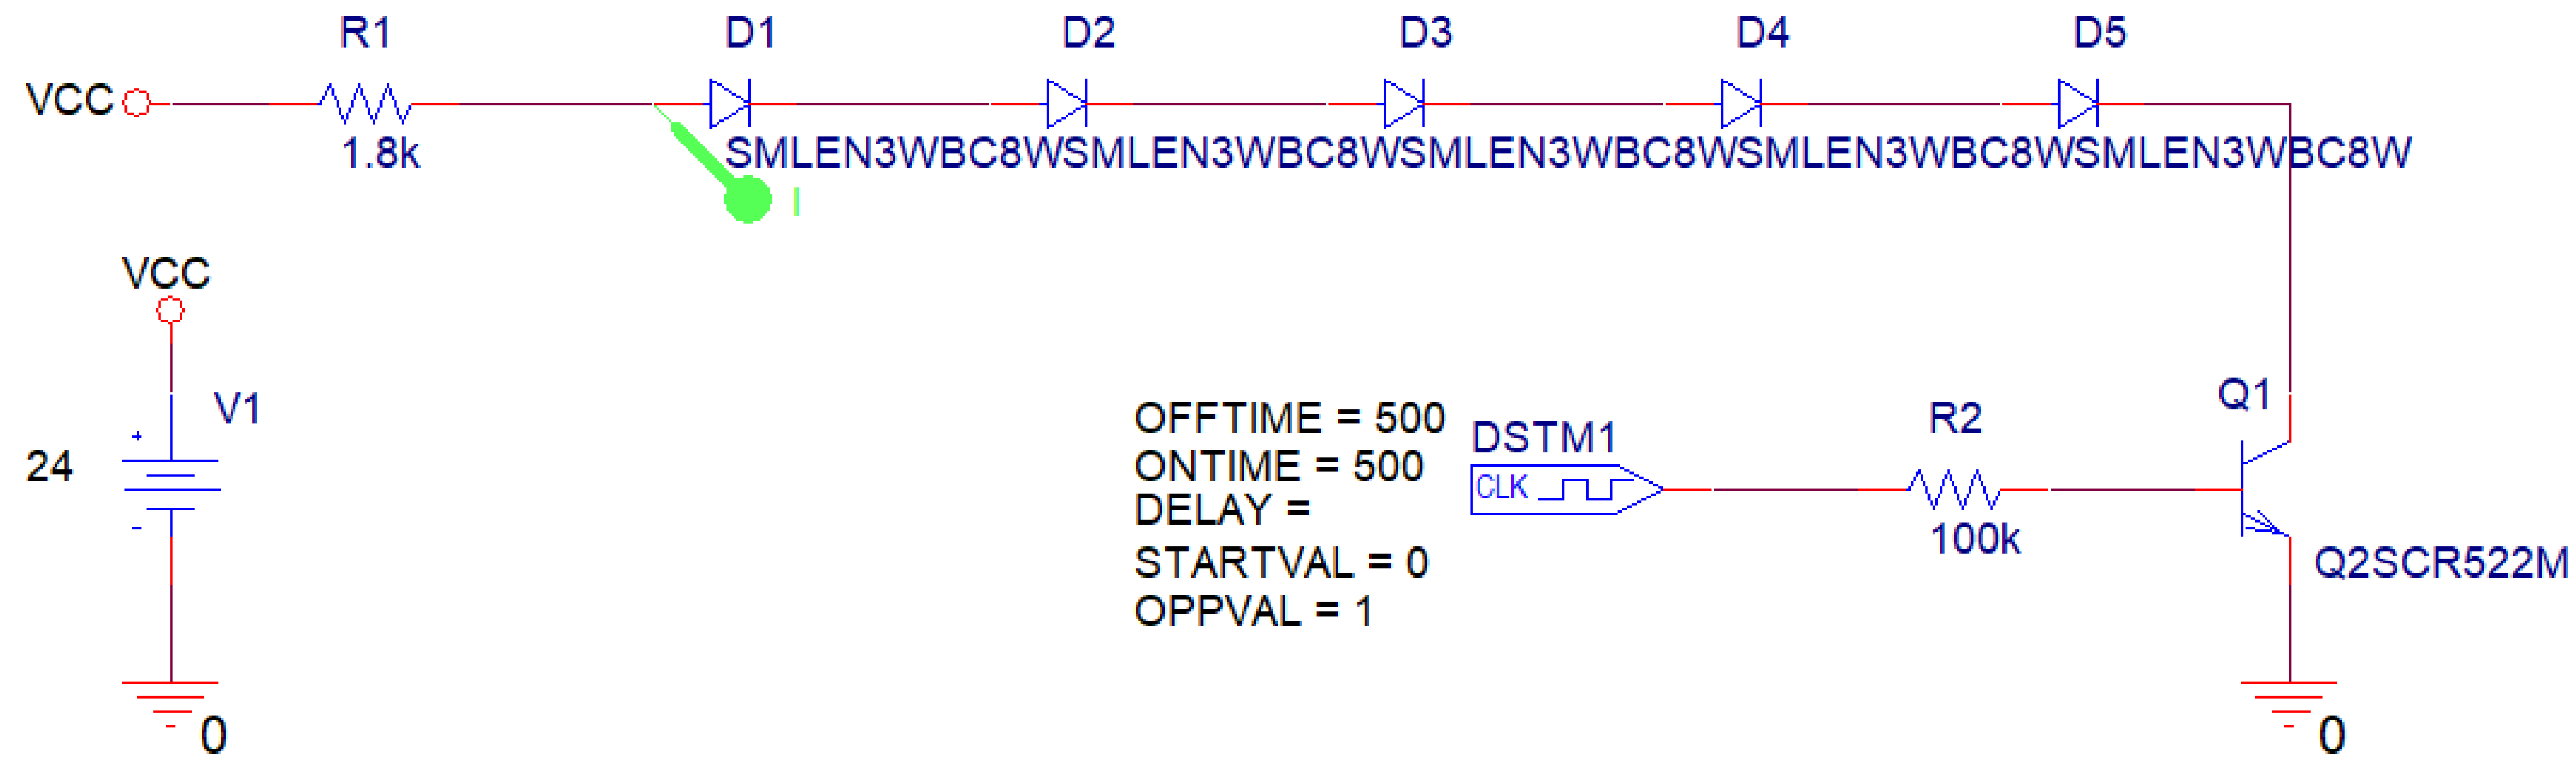 R1 D1 D2 D3 D4 D5
VCC
1.8k
SMLEN3WBC8WSMLEN3WBC8WSMLEN3WBC8WSMLEN3WBC8WSMLEN3WBC8W
I
VCC
V1
+
24
-
0
OFFTIME = 500
ONTIME = 500
DELAY =
STARTVAL = 0
OPPVAL = 1
DSTM1
CLK
R2
100k
Q1
Q2SCR522M
0